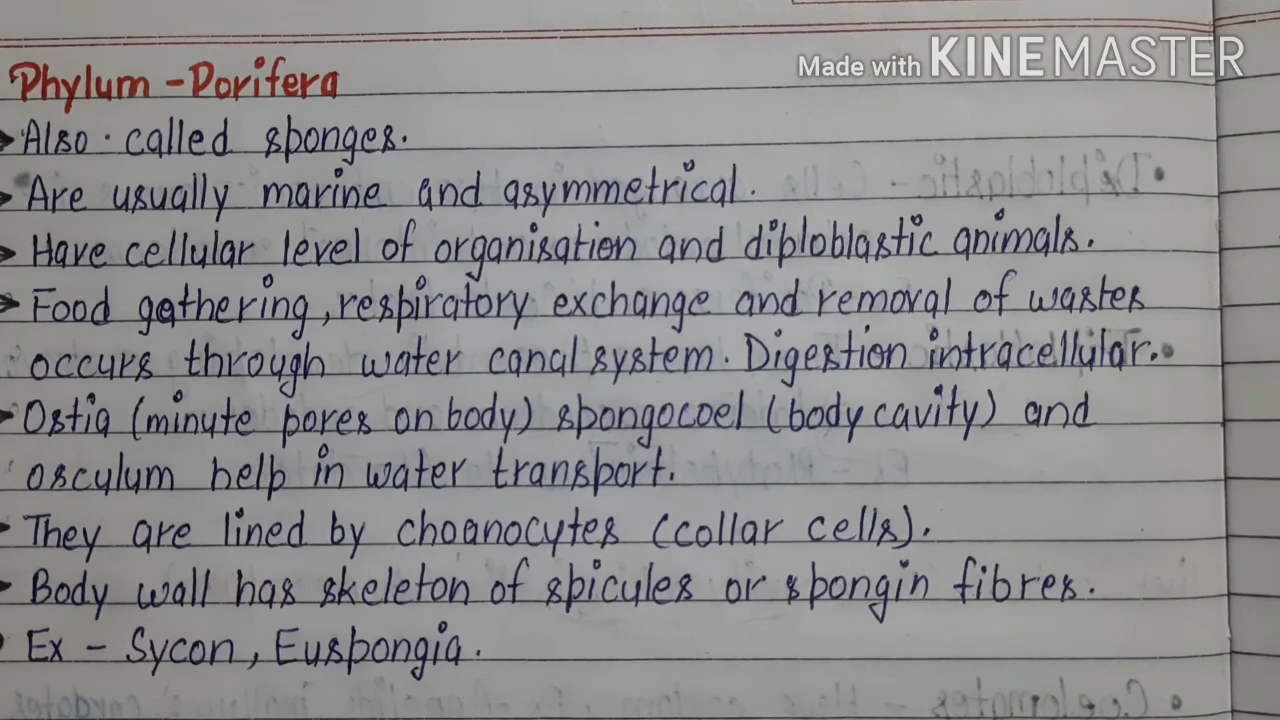 Made with KINEMASTER
Phylum - Porifera
Also called sponges.
Are usually marine and asymmetrical.
Have cellular level of organisation and diploblastic animals.
Food gathering, respiratory exchange and removal of wastes
occurs through water canal system. Digestion intracellular.
Ostia (minute pores on body) spongocoel (body cavity) and
osculum help in water transport.
They are lined by choanocytes (collar cells).
Body wall has skeleton of spicules or spongin fibres.
Ex - Sycon, Euspongia.